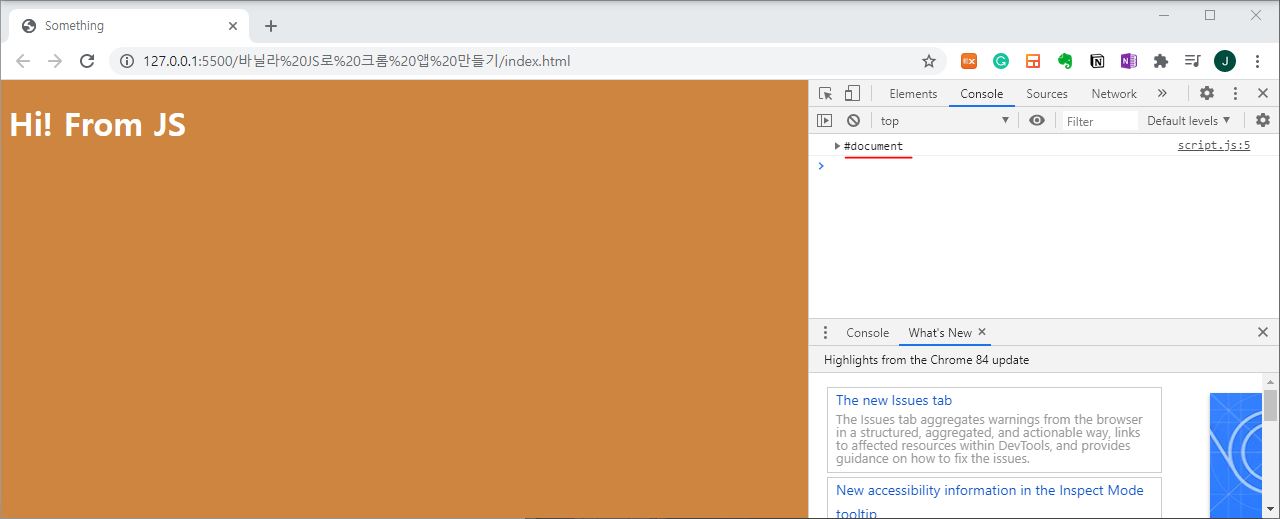 Something
127.0.0.1:5500/바닐라%20JS로%20크롬%20앱%20만들기/index.html
EX
J
Hi! From JS
Elements Console Sources Network
top Filter Default levels
#document script.js:5
Console What's New
Highlights from the Chrome 84 update
The new Issues tab
The Issues tab aggregates warnings from the browser
in a structured, aggregated, and actionable way, links
to affected resources within DevTools, and provides
guidance on how to fix the issues.
New accessibility information in the Inspect Mode
tooltip